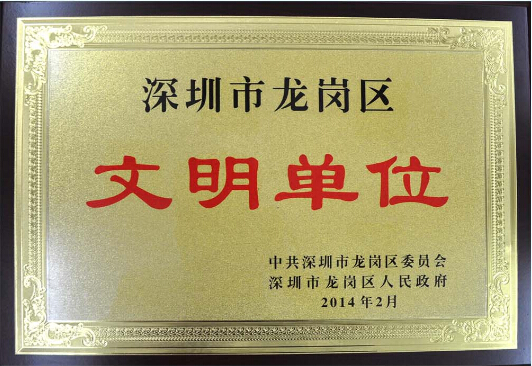 深圳市龙岗区
文明单位
中共深圳市龙岗区委员会
深圳市龙岗区人民政府
2014年2月